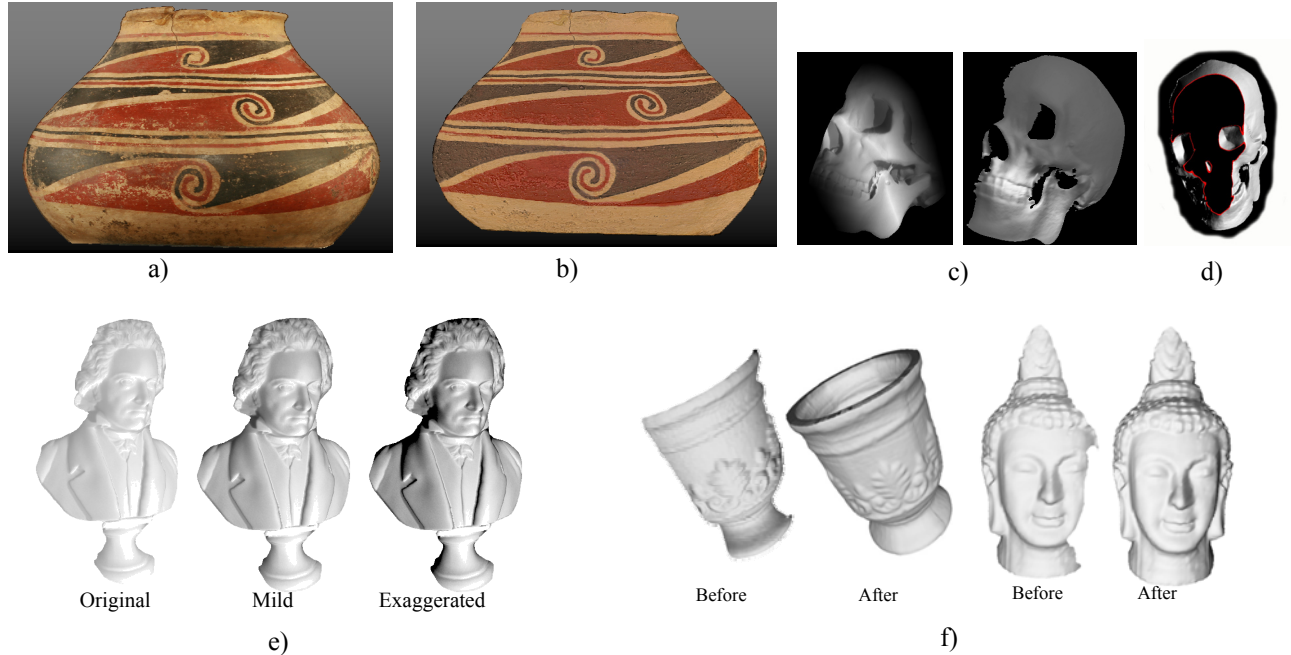 a)
b)
c)
d)
Original
Mild
Exaggerated
Before
After
Before
After
e)
f)